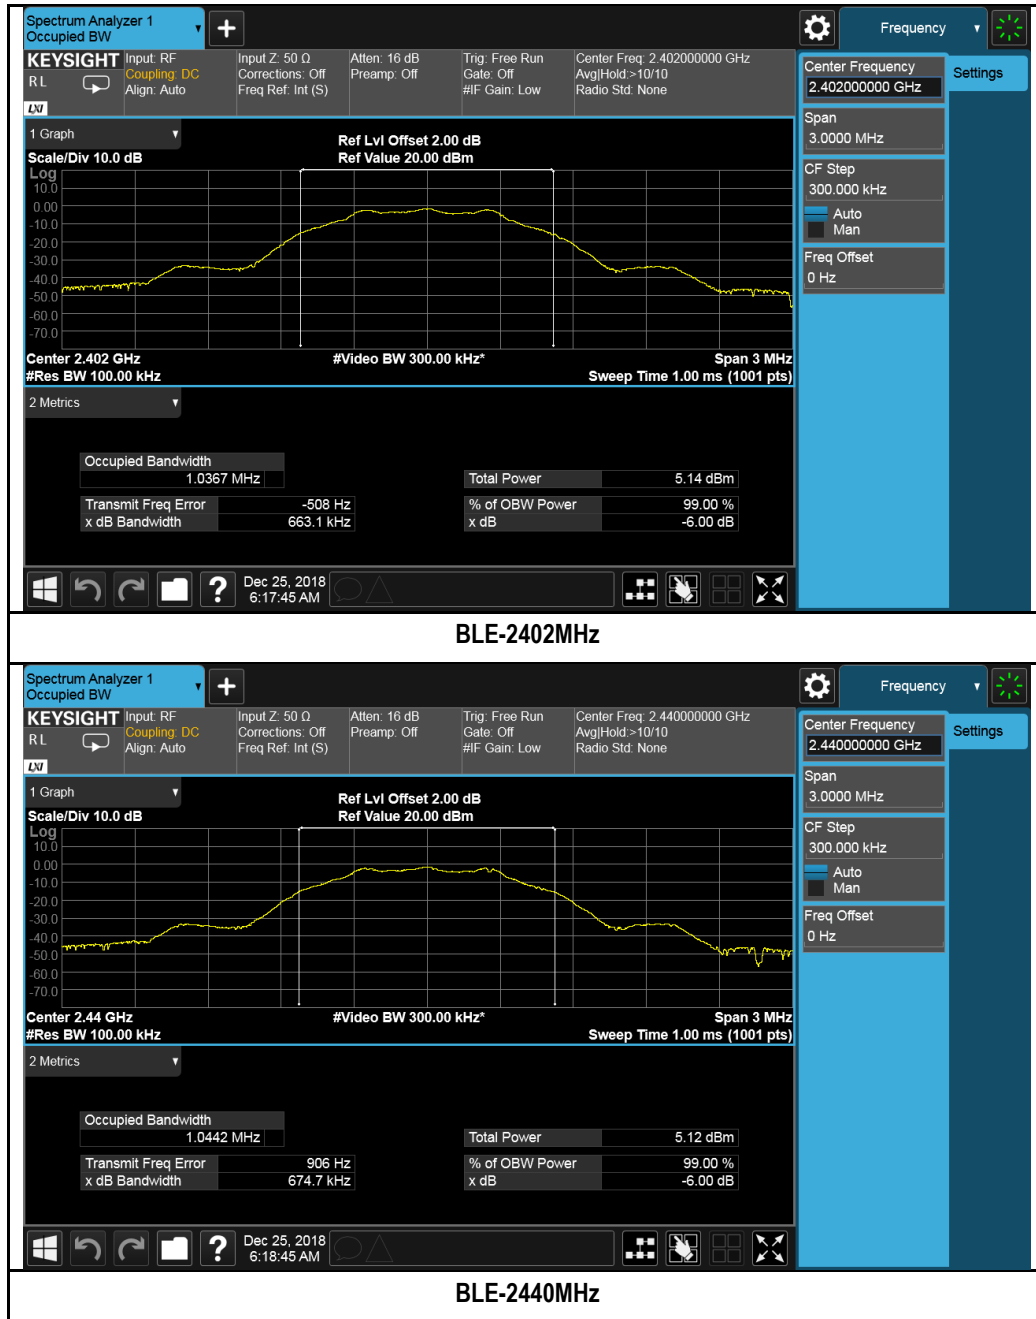 Spectrum Analyzer 1
Occupied BW
Frequency
KEYSIGHT
RL
LXI
Input: RF
Coupling: DC
Align: Auto
Input Z: 50 Ω
Corrections: Off
Freq Ref: Int (S)
Atten: 16 dB
Preamp: Off
Trig: Free Run
Gate: Off
#IF Gain: Low
Center Freq: 2.402000000 GHz
Avg|Hold:>10/10
Radio Std: None
Center Frequency
2.402000000 GHz
Settings
Span
3.0000 MHz
CF Step
300.000 kHz
Auto
Man
Freq Offset
0 Hz
1 Graph
Scale/Div 10.0 dB
Ref Lvl Offset 2.00 dB
Ref Value 20.00 dBm
Log
10.0
0.00
-10.0
-20.0
-30.0
-40.0
-50.0
-60.0
-70.0
Center 2.402 GHz
#Video BW 300.00 kHz*
Span 3 MHz
#Res BW 100.00 kHz
Sweep Time 1.00 ms (1001 pts)
2 Metrics
Occupied Bandwidth
1.0367 MHz
Total Power 5.14 dBm
Transmit Freq Error -508 Hz
% of OBW Power 99.00 %
x dB Bandwidth 663.1 kHz
x dB -6.00 dB
?
Dec 25, 2018
6:17:45 AM
BLE-2402MHz
Spectrum Analyzer 1
Occupied BW
Frequency
KEYSIGHT
RL
LXI
Input: RF
Coupling: DC
Align: Auto
Input Z: 50 Ω
Corrections: Off
Freq Ref: Int (S)
Atten: 16 dB
Preamp: Off
Trig: Free Run
Gate: Off
#IF Gain: Low
Center Freq: 2.440000000 GHz
Avg|Hold:>10/10
Radio Std: None
Center Frequency
2.440000000 GHz
Settings
Span
3.0000 MHz
CF Step
300.000 kHz
Auto
Man
Freq Offset
0 Hz
1 Graph
Scale/Div 10.0 dB
Ref Lvl Offset 2.00 dB
Ref Value 20.00 dBm
Log
10.0
0.00
-10.0
-20.0
-30.0
-40.0
-50.0
-60.0
-70.0
Center 2.44 GHz
#Video BW 300.00 kHz*
Span 3 MHz
#Res BW 100.00 kHz
Sweep Time 1.00 ms (1001 pts)
2 Metrics
Occupied Bandwidth
1.0442 MHz
Total Power 5.12 dBm
Transmit Freq Error 906 Hz
% of OBW Power 99.00 %
x dB Bandwidth 674.7 kHz
x dB -6.00 dB
?
Dec 25, 2018
6:18:45 AM
BLE-2440MHz